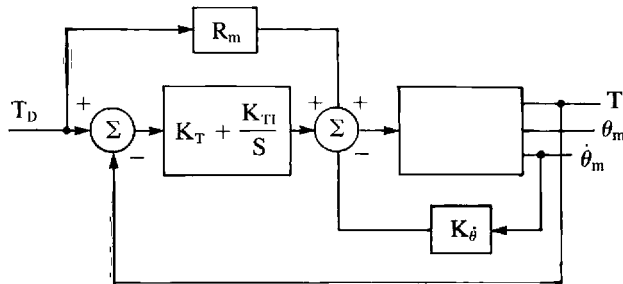 R_m
T_D + Σ − K_T + K_TI/S + + Σ − T
θ_m
θ̇_m
K_θ̇